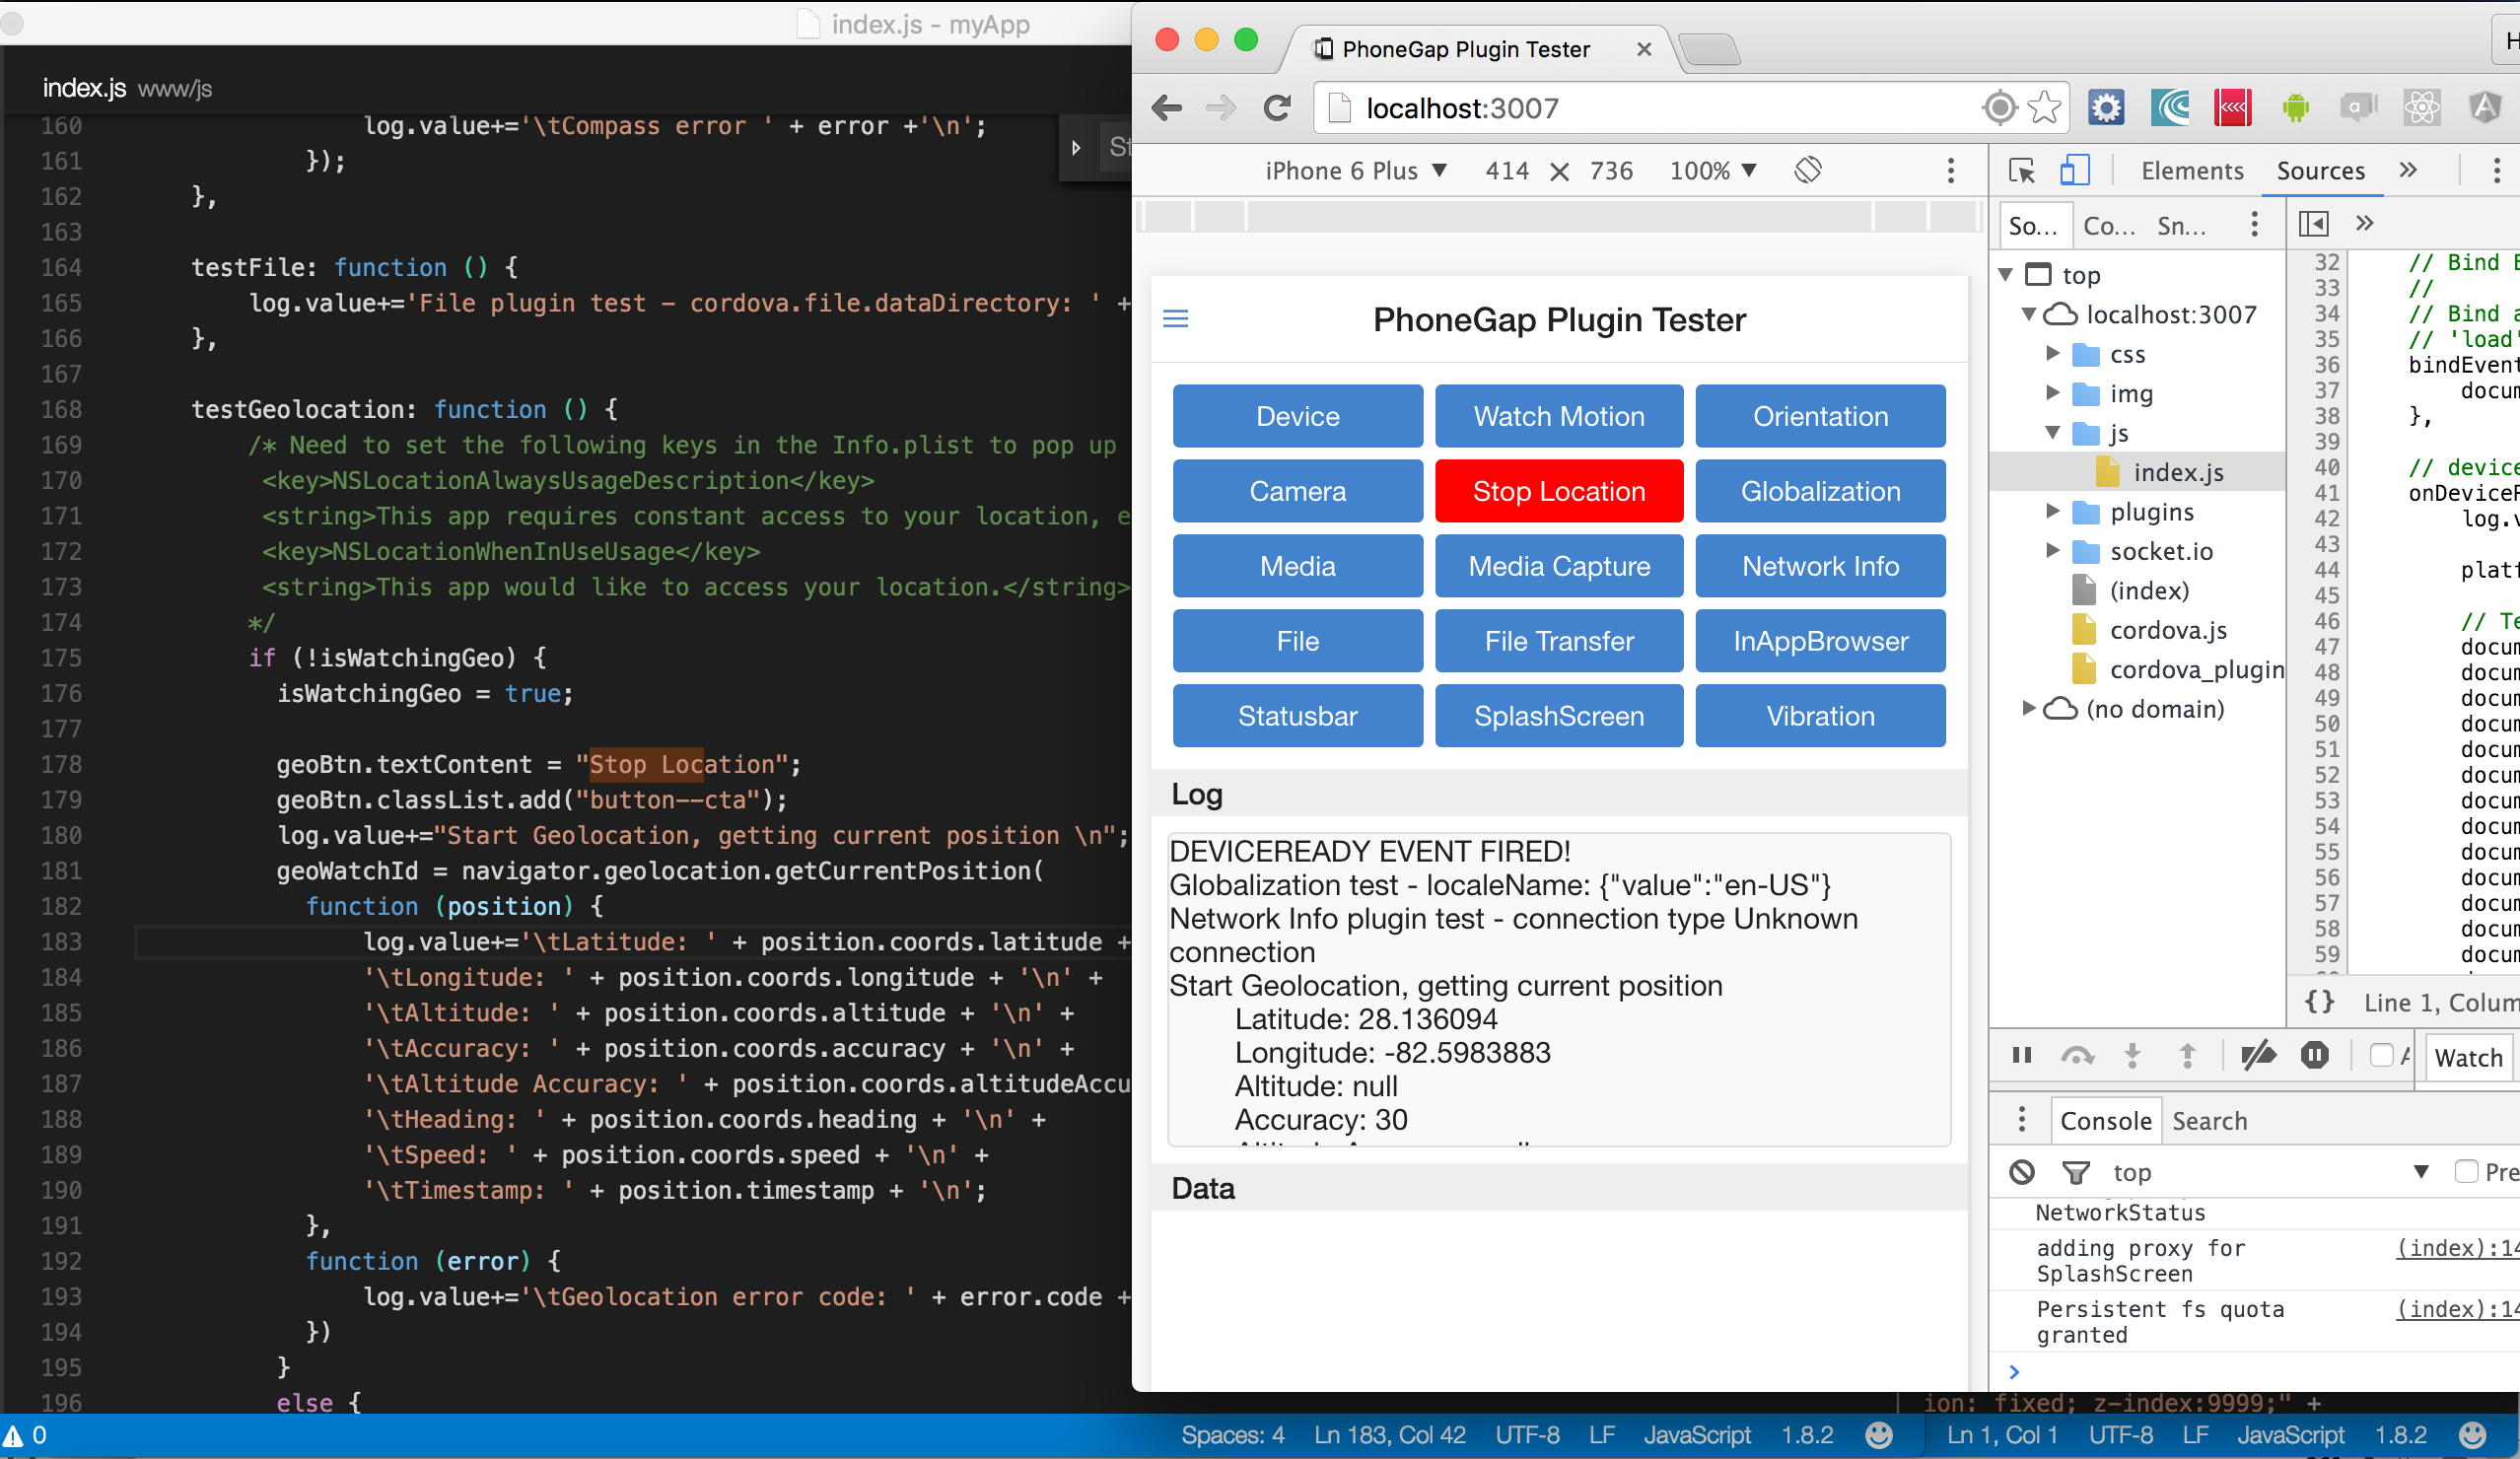 index.js - myApp
index.js www/js
160 log.value+='\tCompass error ' + error +'\n';
161 });
162 },
163
164 testFile: function () {
165 log.value+='File plugin test - cordova.file.dataDirectory: ' +
166 },
167
168 testGeolocation: function () {
169 /* Need to set the following keys in the Info.plist to pop up
170 <key>NSLocationAlwaysUsageDescription</key>
171 <string>This app requires constant access to your location, e
172 <key>NSLocationWhenInUseUsage</key>
173 <string>This app would like to access your location.</string>
174 */
175 if (!isWatchingGeo) {
176 isWatchingGeo = true;
177
178 geoBtn.textContent = "Stop Location";
179 geoBtn.classList.add("button--cta");
180 log.value+="Start Geolocation, getting current position \n";
181 geoWatchId = navigator.geolocation.getCurrentPosition(
182 function (position) {
183 log.value+='\tLatitude: ' + position.coords.latitude +
184 '\tLongitude: ' + position.coords.longitude + '\n' +
185 '\tAltitude: ' + position.coords.altitude + '\n' +
186 '\tAccuracy: ' + position.coords.accuracy + '\n' +
187 '\tAltitude Accuracy: ' + position.coords.altitudeAccu
188 '\tHeading: ' + position.coords.heading + '\n' +
189 '\tSpeed: ' + position.coords.speed + '\n' +
190 '\tTimestamp: ' + position.timestamp + '\n';
191 },
192 function (error) {
193 log.value+='\tGeolocation error code: ' + error.code +
194 })
195 }
196 else {
St
0
Spaces: 4 Ln 183, Col 42 UTF-8 LF JavaScript 1.8.2
PhoneGap Plugin Tester
localhost:3007
iPhone 6 Plus 414 × 736 100%
PhoneGap Plugin Tester
Device Watch Motion Orientation
Camera Stop Location Globalization
Media Media Capture Network Info
File File Transfer InAppBrowser
Statusbar SplashScreen Vibration
Log
DEVICEREADY EVENT FIRED!
Globalization test - localeName: {"value":"en-US"}
Network Info plugin test - connection type Unknown
connection
Start Geolocation, getting current position
Latitude: 28.136094
Longitude: -82.5983883
Altitude: null
Accuracy: 30
Data
Elements Sources »
So... Co... Sn...
top
localhost:3007
css
img
js
index.js
plugins
socket.io
(index)
cordova.js
cordova_plugin
(no domain)
»
32 // Bind E
33 //
34 // Bind a
35 // 'load'
36 bindEvent
37 docum
38 },
39
40 // device
41 onDeviceR
42 log.v
43
44 platf
45
46 // Te
47 docum
48 docum
49 docum
50 docum
51 docum
52 docum
53 docum
54 docum
55 docum
56 docum
57 docum
58 docum
59 docum
{} Line 1, Colum
A Watch
Console Search
top Pre
NetworkStatus
adding proxy for (index):14
SplashScreen
Persistent fs quota (index):14
granted
ion: fixed; z-index:9999;" +
Ln 1, Col 1 UTF-8 LF JavaScript 1.8.2